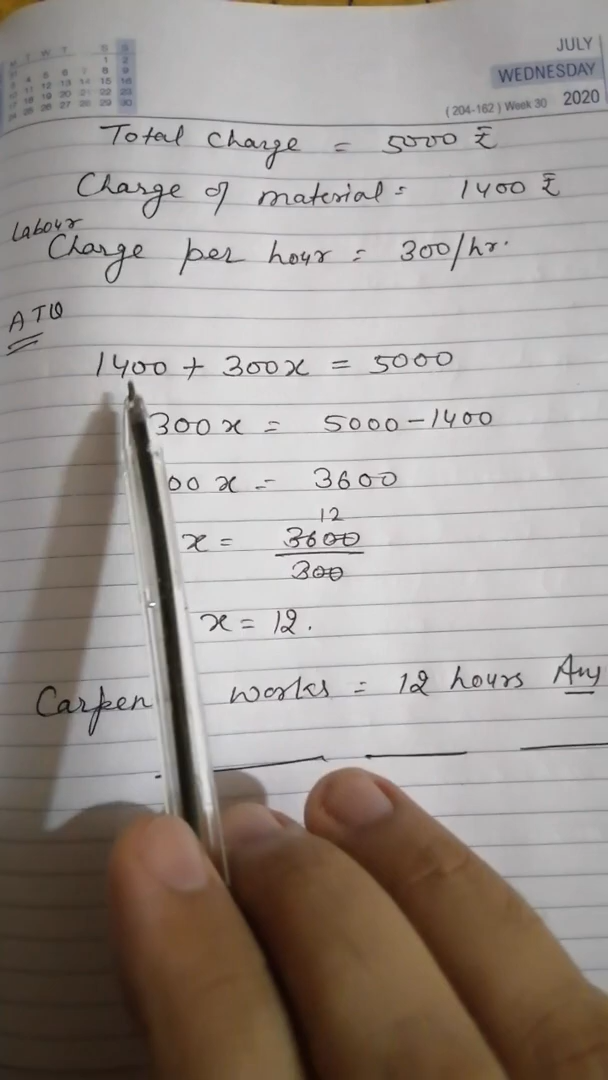 JULY
WEDNESDAY
(204-162) Week 30 2020
Total Charge = 5000 ₹
Charge of material = 1400 ₹
Labour
Charge per hour = 300/hr.
ATQ
1400 + 300x = 5000
300x = 5000-1400
00x = 3600
12
x = 3600
300
x = 12.
Carpen works = 12 hours Ans